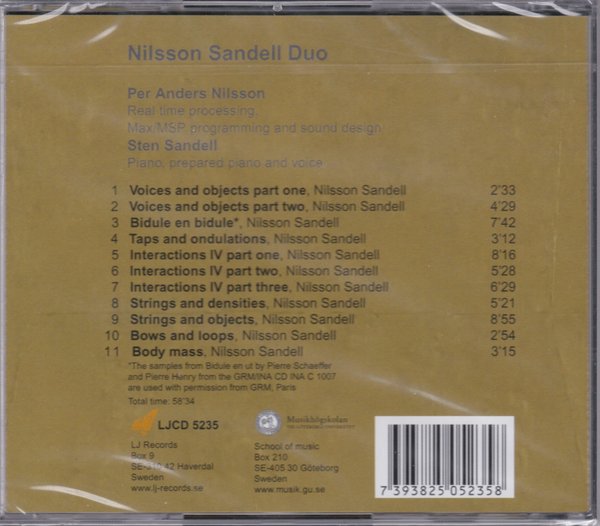 Nilsson Sandell Duo
Per Anders Nilsson
Real time processing,
Max/MSP programming and sound design
Sten Sandell
Piano, prepared piano and voice
1 Voices and objects part one, Nilsson Sandell 2'33
2 Voices and objects part two, Nilsson Sandell 4'29
3 Bidule en bidule*, Nilsson Sandell 7'42
4 Taps and ondulations, Nilsson Sandell 3'12
5 Interactions IV part one, Nilsson Sandell 8'16
6 Interactions IV part two, Nilsson Sandell 5'28
7 Interactions IV part three, Nilsson Sandell 6'29
8 Strings and densities, Nilsson Sandell 5'21
9 Strings and objects, Nilsson Sandell 8'55
10 Bows and loops, Nilsson Sandell 2'54
11 Body mass, Nilsson Sandell 3'15
*The samples from Bidule en ut by Pierre Schaeffer
and Pierre Henry from the GRM/INA CD INA C 1007
are used with permission from GRM, Paris
Total time: 58'34
LJCD 5235
Musikhögskolan
LJ Records
Box 9
SE-310 42 Haverdal
Sweden
www.lj-records.se
School of music
Box 210
SE-405 30 Göteborg
Sweden
www.musik.gu.se
7 393825 052358